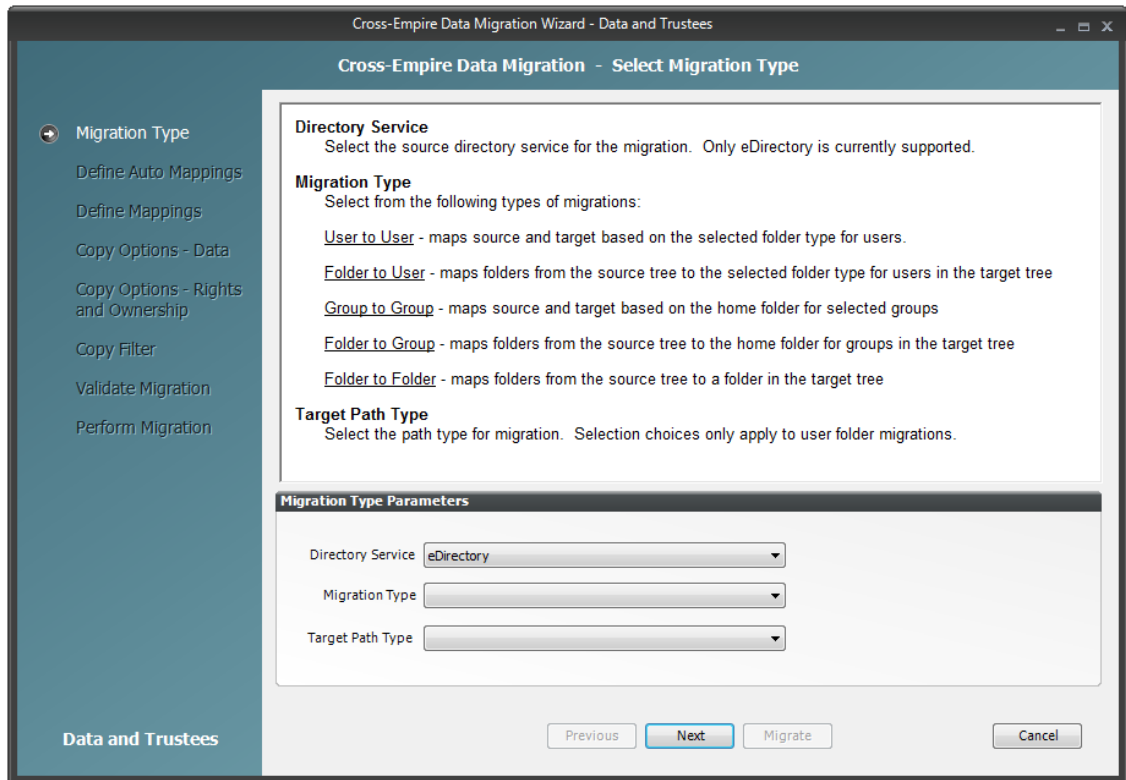 Cross-Empire Data Migration Wizard - Data and Trustees
Cross-Empire Data Migration - Select Migration Type
Migration Type
Define Auto Mappings
Define Mappings
Copy Options - Data
Copy Options - Rights
and Ownership
Copy Filter
Validate Migration
Perform Migration
Data and Trustees
Directory Service
Select the source directory service for the migration. Only eDirectory is currently supported.
Migration Type
Select from the following types of migrations:
User to User - maps source and target based on the selected folder type for users.
Folder to User - maps folders from the source tree to the selected folder type for users in the target tree
Group to Group - maps source and target based on the home folder for selected groups
Folder to Group - maps folders from the source tree to the home folder for groups in the target tree
Folder to Folder - maps folders from the source tree to a folder in the target tree
Target Path Type
Select the path type for migration. Selection choices only apply to user folder migrations.
Migration Type Parameters
Directory Service eDirectory
Migration Type
Target Path Type
Previous Next Migrate Cancel